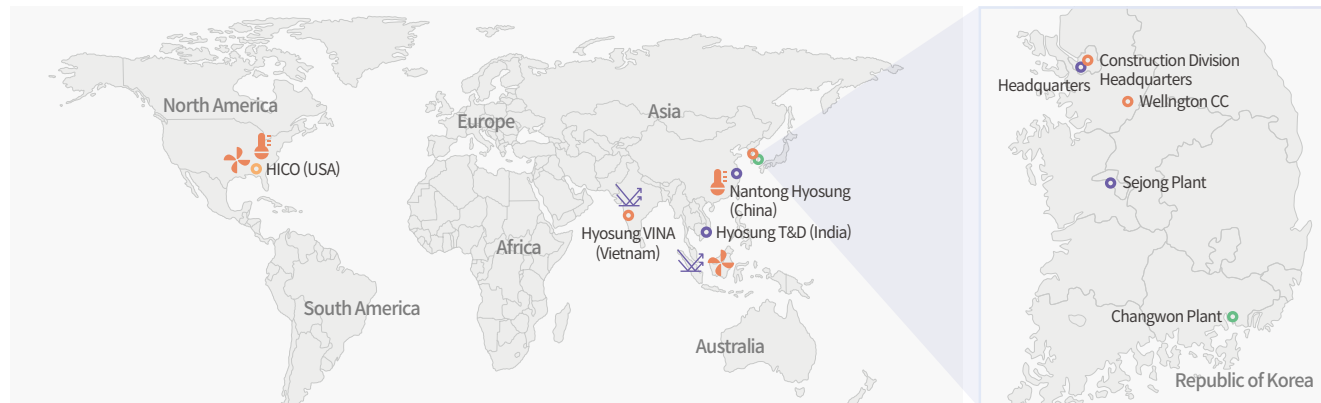 North America
Europe
Asia
HICO (USA)
Nantong Hyosung
(China)
Hyosung VINA
(Vietnam)
Hyosung T&D (India)
Africa
South America
Australia
Headquarters
Construction Division
Headquarters
Wellngton CC
Sejong Plant
Changwon Plant
Republic of Korea